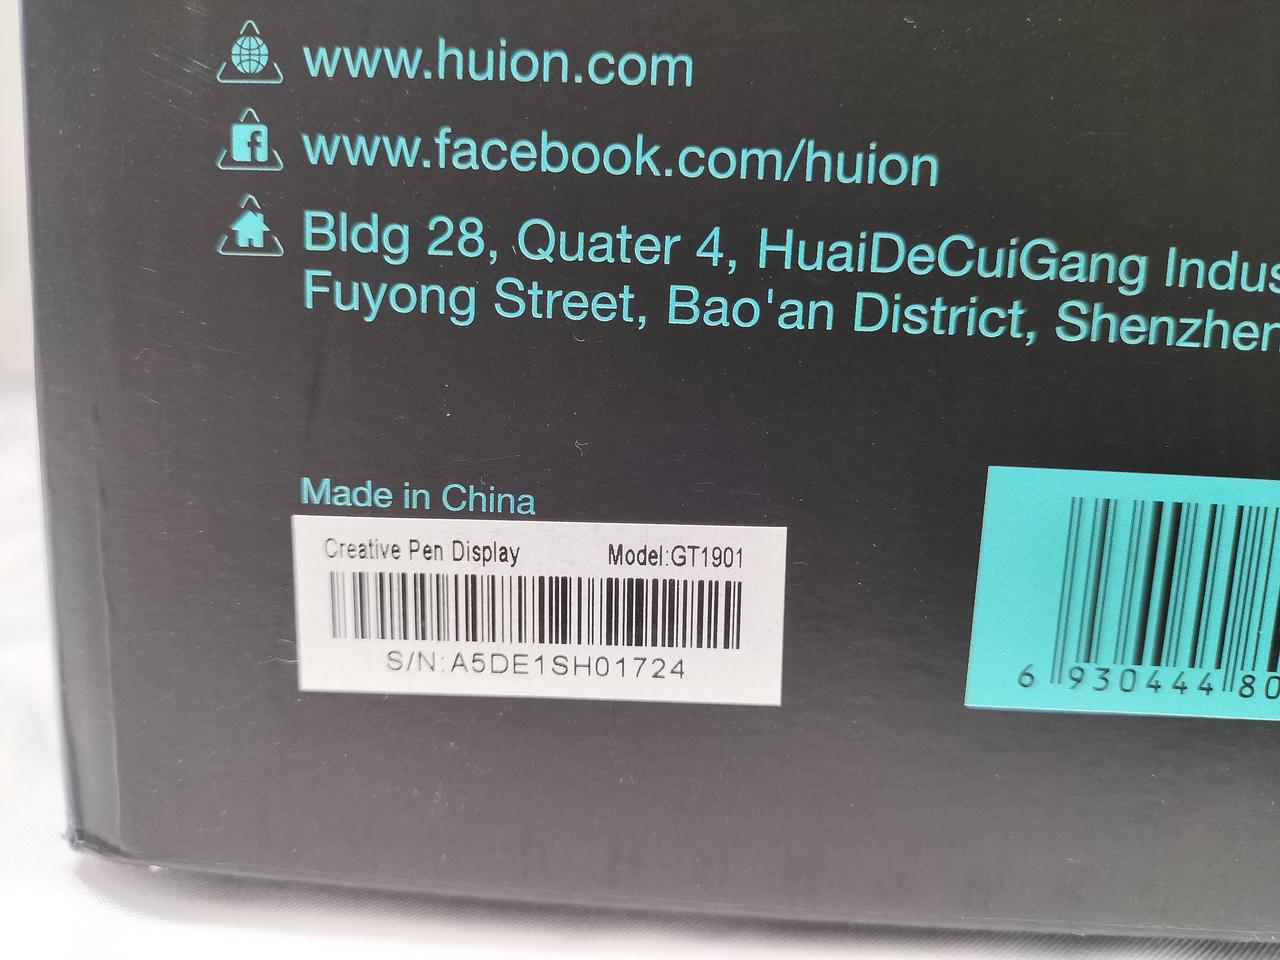 www.huion.com
www.facebook.com/huion
Bldg 28, Quater 4, HuaiDeCuiGang
Fuyong Street, Bao'an District, Shenzhen
Made in China
Creative Pen Display Model:GT1901
S/N:A5DE1SH01724
6 930444 80